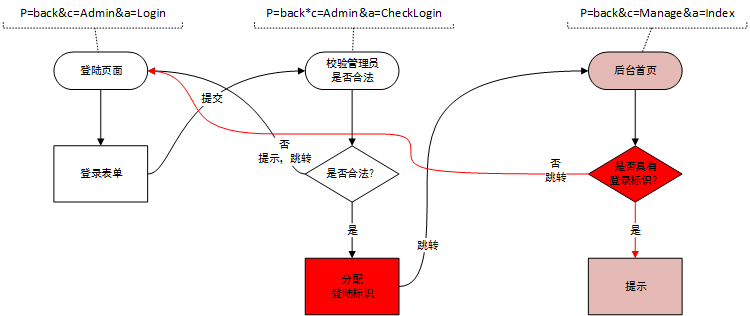 P=back&c=Admin&a=Login
P=back*c=Admin&a=CheckLogin
P=back&c=Manage&a=Index
登陆页面
校验管理员
是否合法
后台首页
提交
否
提示，跳转
登录表单
是否合法？
否
跳转
是否具有
登录标识？
是
跳转
是
分配
登陆标识
提示